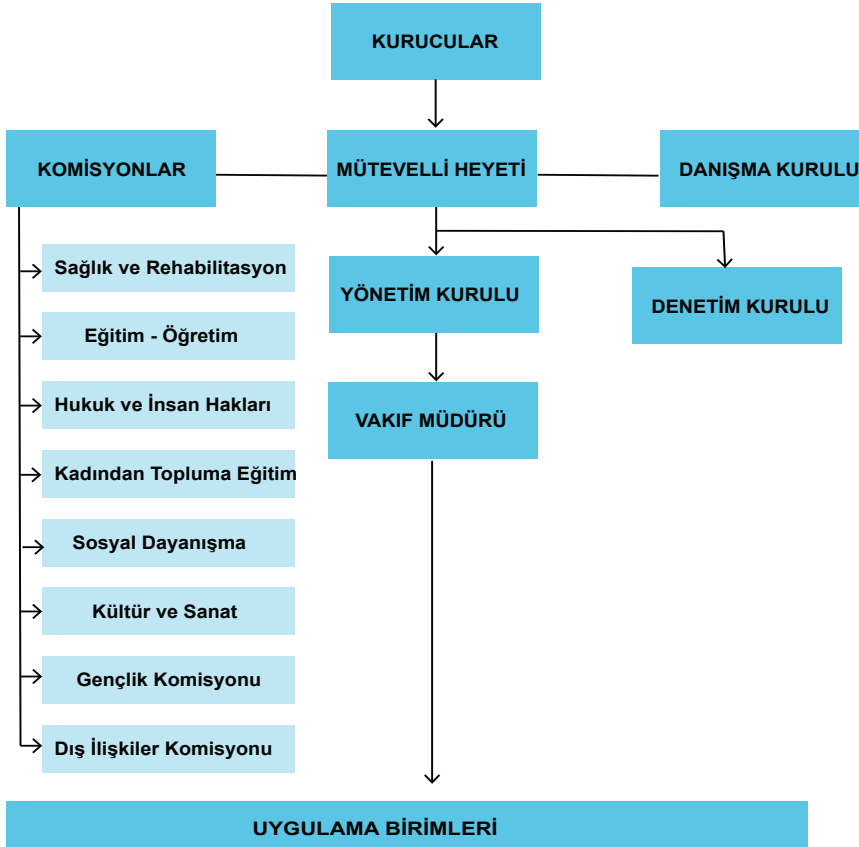 KURUCULAR
KOMİSYONLAR
MÜTEVELLİ HEYETİ
DANIŞMA KURULU
Sağlık ve Rehabilitasyon
Eğitim - Öğretim
Hukuk ve İnsan Hakları
Kadından Topluma Eğitim
Sosyal Dayanışma
Kültür ve Sanat
Gençlik Komisyonu
Dış İlişkiler Komisyonu
YÖNETİM KURULU
DENETİM KURULU
VAKIF MÜDÜRÜ
UYGULAMA BİRİMLERİ